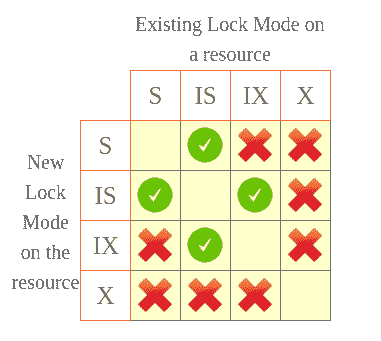 Existing Lock Mode on
a resource
S IS IX X
S
New
Lock
Mode
on the
resource
IS
IX
X